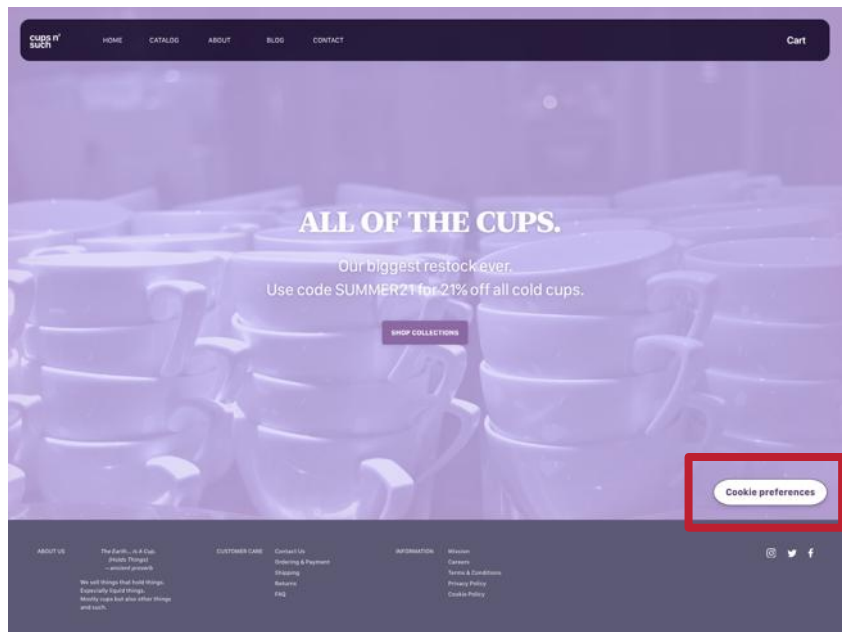 cups n'
such
HOME CATALOG ABOUT BLOG CONTACT
Cart
ALL OF THE CUPS.
Our biggest restock ever.
Use code SUMMER21 for 21% off all cold cups.
SHOP COLLECTIONS
Cookie preferences
ABOUT US
The Earth... is A Cup.
(Holds Things)
– ancient proverb
We sell things that hold things.
Especially liquid things.
Mostly cups but also other things
and such.
CUSTOMER CARE
Contact Us
Ordering & Payment
Shipping
Returns
FAQ
INFORMATION
Mission
Careers
Terms & Conditions
Privacy Policy
Cookie Policy